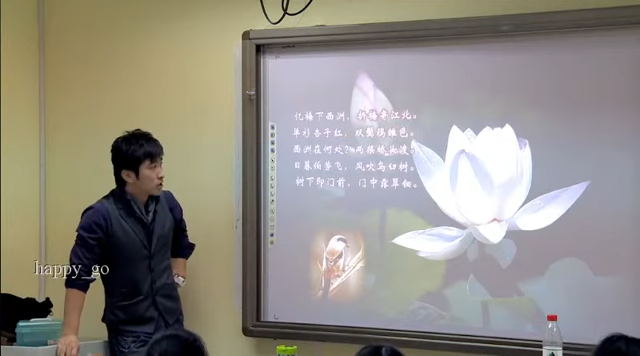 忆梅下西洲，折梅寄江北。
单衫杏子红，双鬓鸦雏色。
西洲在何处？两桨桥头渡。
日暮伯劳飞，风吹乌臼树。
树下即门前，门中露翠钿。
happy_go